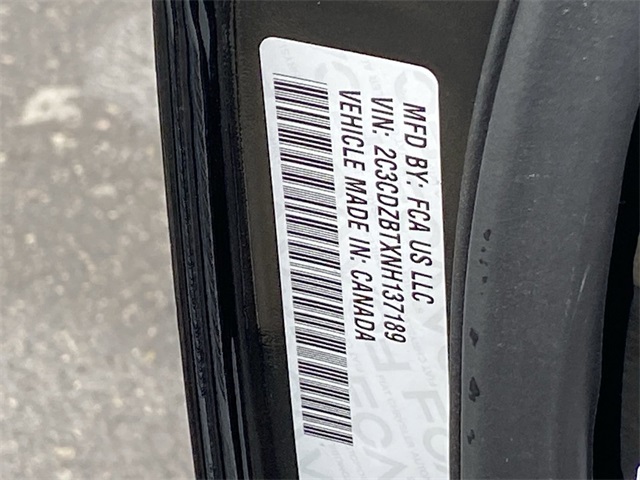 MFD BY: FCA US LLC
VIN: 2C3CDZBTXNH137189
VEHICLE MADE IN: CANADA